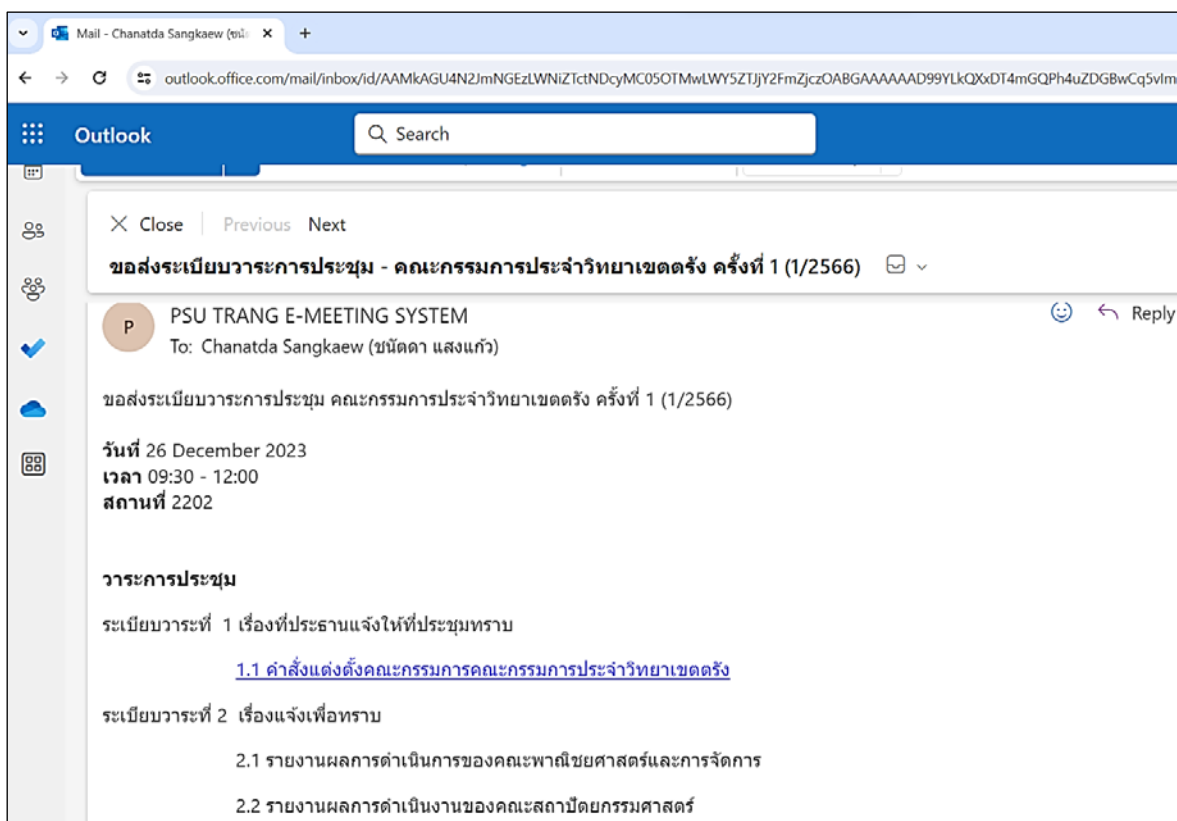 Mail - Chanatda Sangkaew (ชนั
outlook.office.com/mail/inbox/id/
Outlook
Search
Close Previous Next
ขอส่งระเบียบวาระการประชุม - คณะกรรมการประจำวิทยาเขตตรัง ครั้งที่ 1 (1/2566)
P
PSU TRANG E-MEETING SYSTEM
Reply
To: Chanatda Sangkaew (ชนัตดา แสงแก้ว)
ขอส่งระเบียบวาระการประชุม คณะกรรมการประจำวิทยาเขตตรัง ครั้งที่ 1 (1/2566)
วันที่ 26 December 2023
เวลา 09:30 - 12:00
สถานที่ 2202
วาระการประชุม
ระเบียบวาระที่ 1 เรื่องที่ประธานแจ้งให้ที่ประชุมทราบ
1.1 คำสั่งแต่งตั้งคณะกรรมการคณะกรรมการประจำวิทยาเขตตรัง
ระเบียบวาระที่ 2 เรื่องแจ้งเพื่อทราบ
2.1 รายงานผลการดำเนินการของคณะพาณิชยศาสตร์และการจัดการ
2.2 รายงานผลการดำเนินงานของคณะสถาปัตยกรรมศาสตร์